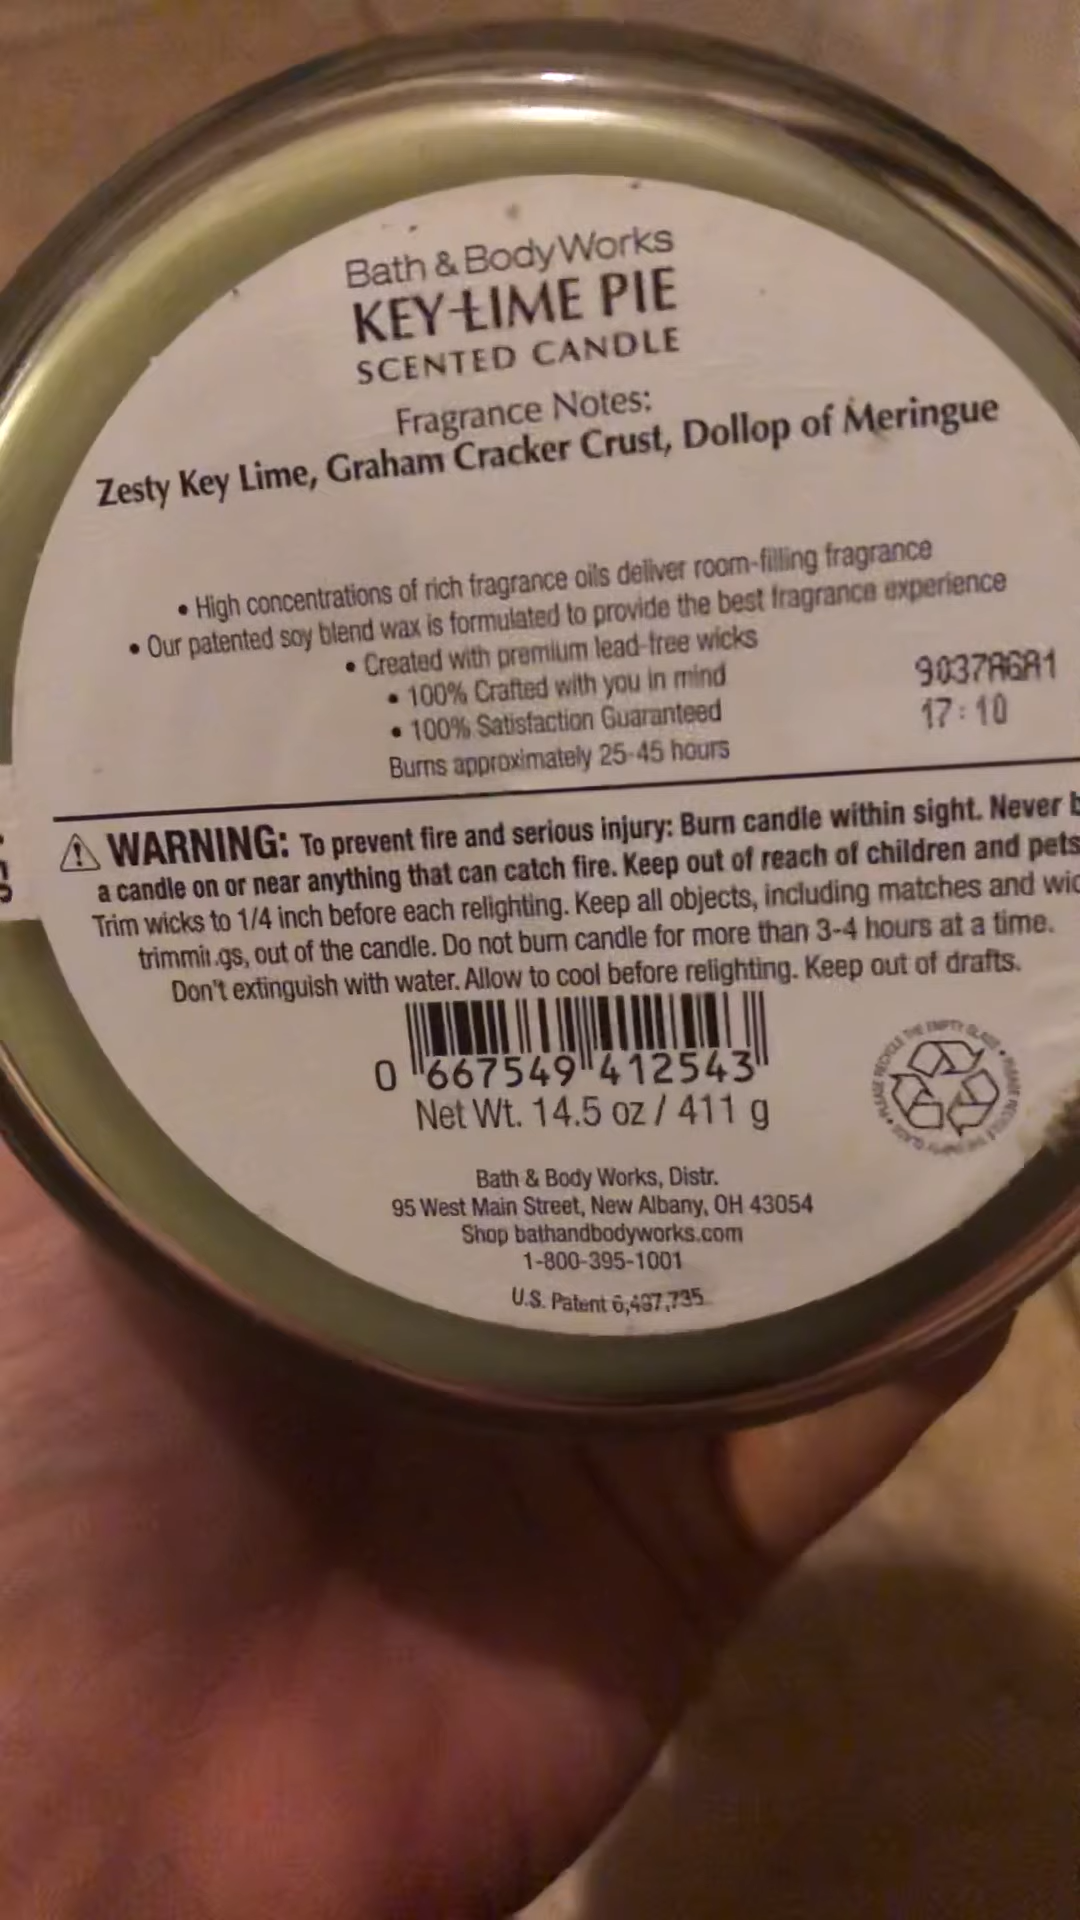 Bath & Body Works
KEY LIME PIE
SCENTED CANDLE
Fragrance Notes:
Zesty Key Lime, Graham Cracker Crust, Dollop of Meringue
• High concentrations of rich fragrance oils deliver room-filling fragrance
• Our patented soy blend wax is formulated to provide the best fragrance experience
• Created with premium lead-free wicks
• 100% Crafted with you in mind
• 100% Satisfaction Guaranteed
Burns approximately 25-45 hours
9037AGA1
17:10
WARNING: To prevent fire and serious injury: Burn candle within sight. Never
a candle on or near anything that can catch fire. Keep out of reach of children and pets
Trim wicks to 1/4 inch before each relighting. Keep all objects, including matches and
trimmings, out of the candle. Do not burn candle for more than 3-4 hours at a time.
Don't extinguish with water. Allow to cool before relighting. Keep out of drafts.
0 667549 412543
Net Wt. 14.5 oz / 411 g
PLEASE RECYCLE THE EMPTY GLASS •
Bath & Body Works, Distr.
95 West Main Street, New Albany, OH 43054
Shop bathandbodyworks.com
1-800-395-1001
U.S. Patent 6,497,735